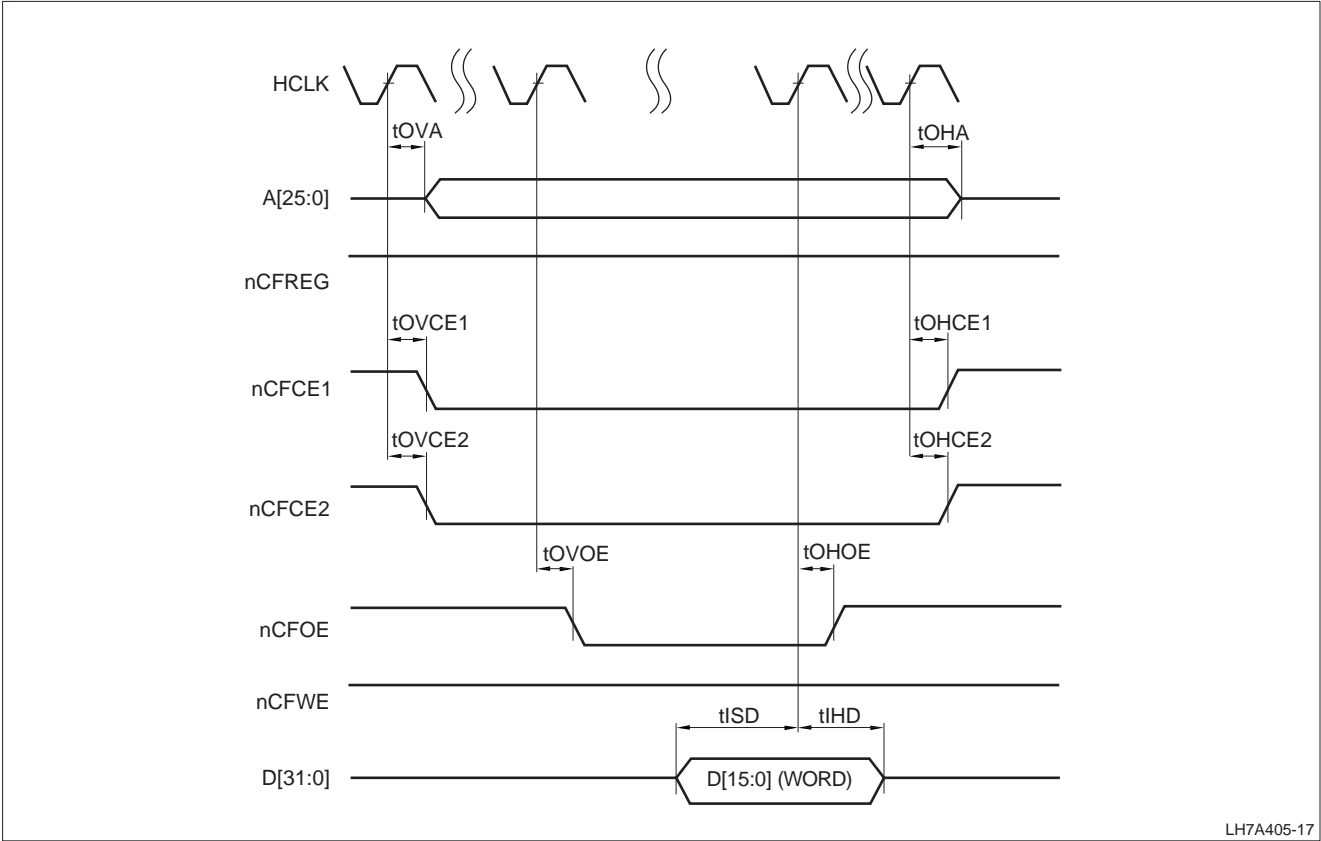 HCLK
tOVA
tOHA
A[25:0]
nCFREG
tOVCE1
tOHCE1
nCFCE1
tOVCE2
tOHCE2
nCFCE2
tOVOE
tOHOE
nCFOE
nCFWE
tISD
tIHD
D[31:0]
D[15:0] (WORD)
LH7A405-17